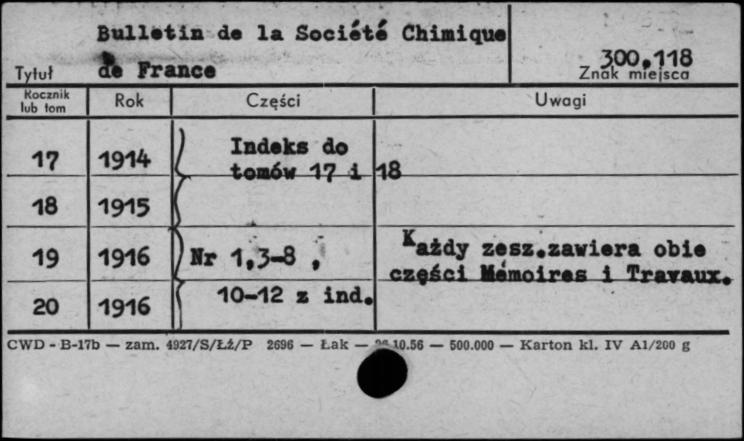 Bulletin de la Société Chimique
de France
Tytuł
300,118
Znak miejsca
Rocznik lub tom
Rok
Części
Uwagi
17 1914 Indeks do
tomów 17 i 18
18 1915
19 1916 Nr 1,3-8 ,
Każdy zesz.zawiera obie
części Mémoires i Travaux.
20 1916 10-12 z ind.
CWD - B-17b — zam. 4927/S/Łż/P 2696 — Łak — 10.56 — 500.000 — Karton kl. IV A1/200 g